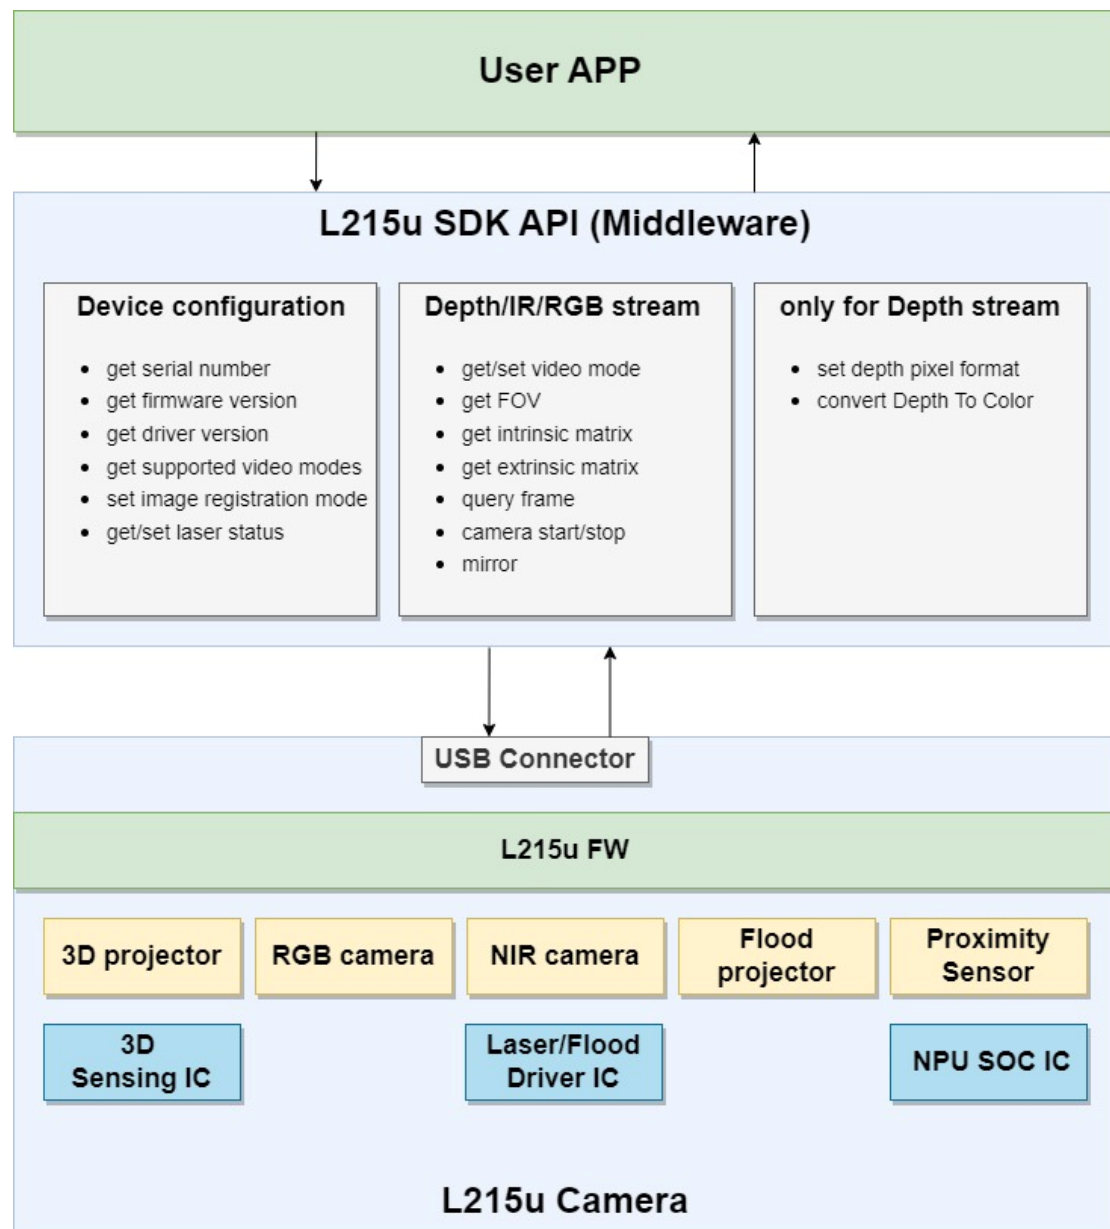 User APP
L215u SDK API (Middleware)
Device configuration
• get serial number
• get firmware version
• get driver version
• get supported video modes
• set image registration mode
• get/set laser status
Depth/IR/RGB stream
• get/set video mode
• get FOV
• get intrinsic matrix
• get extrinsic matrix
• query frame
• camera start/stop
• mirror
only for Depth stream
• set depth pixel format
• convert Depth To Color
USB Connector
L215u FW
3D projector
RGB camera
NIR camera
Flood
projector
Proximity
Sensor
3D
Sensing IC
Laser/Flood
Driver IC
NPU SOC IC
L215u Camera